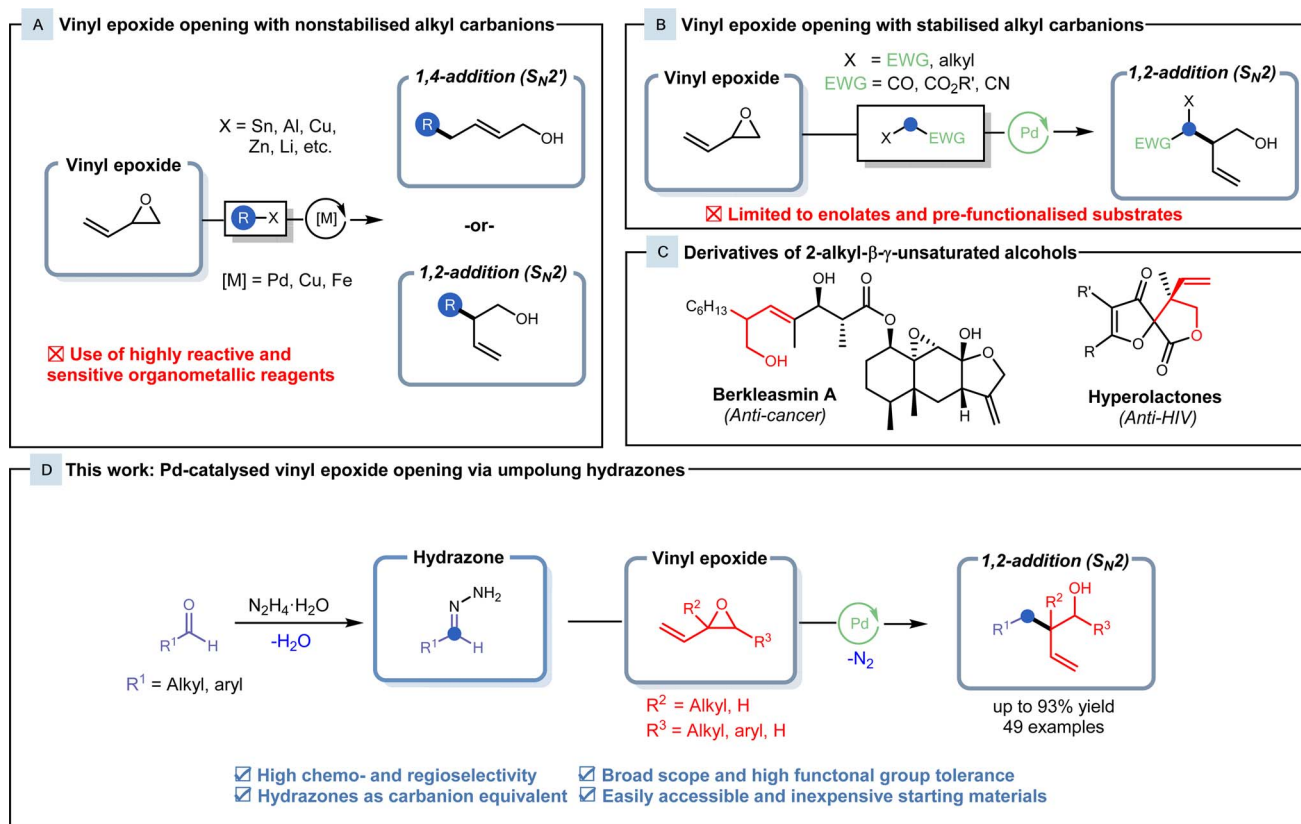 A Vinyl epoxide opening with nonstabilised alkyl carbanions
X = Sn, Al, Cu,
Zn, Li, etc.
Vinyl epoxide
O
R–X
[M]
[M] = Pd, Cu, Fe
1,4-addition (SN2')
R
OH
-or-
1,2-addition (SN2)
R
OH
☒ Use of highly reactive and
sensitive organometallic reagents
B Vinyl epoxide opening with stabilised alkyl carbanions
Vinyl epoxide
O
X = EWG, alkyl
EWG = CO, CO2R', CN
X
EWG
Pd
1,2-addition (SN2)
X
EWG
OH
☒ Limited to enolates and pre-functionalised substrates
C Derivatives of 2-alkyl-β-γ-unsaturated alcohols
C6H13
OH
O
O
OH
O
OH
O
H
Berkleasmin A
(Anti-cancer)
O
R'
R
O
O
O
Hyperolactones
(Anti-HIV)
D This work: Pd-catalysed vinyl epoxide opening via umpolung hydrazones
O
R1
H
R1 = Alkyl, aryl
N2H4·H2O
-H2O
Hydrazone
NH2
N
R1
H
Vinyl epoxide
R2
O
R3
R2 = Alkyl, H
R3 = Alkyl, aryl, H
Pd
-N2
1,2-addition (SN2)
OH
R2
R1
R3
up to 93% yield
49 examples
☑ High chemo- and regioselectivity
☑ Broad scope and high functonal group tolerance
☑ Hydrazones as carbanion equivalent
☑ Easily accessible and inexpensive starting materials